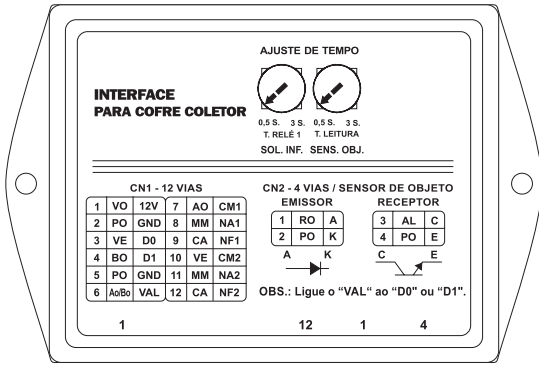 AJUSTE DE TEMPO
INTERFACE
PARA COFRE COLETOR
0,5 S. 3 S. 0,5 S. 3 S.
T. RELÉ 1 T. LEITURA
SOL. INF. SENS. OBJ.
CN1 - 12 VIAS
1 VO 12V 7 AO CM1
2 PO GND 8 MM NA1
3 VE D0 9 CA NF1
4 BO D1 10 VE CM2
5 PO GND 11 MM NA2
6 Ao/Bo VAL 12 CA NF2
CN2 - 4 VIAS / SENSOR DE OBJETO
EMISSOR RECEPTOR
1 RO A 3 AL C
2 PO K 4 PO E
A K C E
OBS.: Ligue o “VAL“ ao “D0" ou “D1".
1 12 1 4